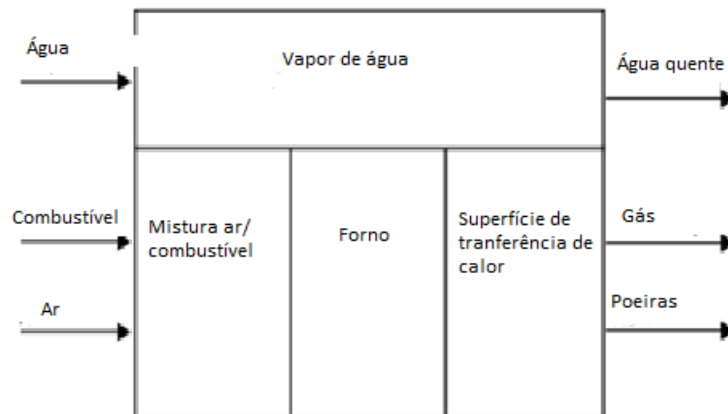 Água
Vapor de água
Água quente
Combustível
Mistura ar/
combustível
Forno
Superfície de
tranferência de
calor
Gás
Ar
Poeiras